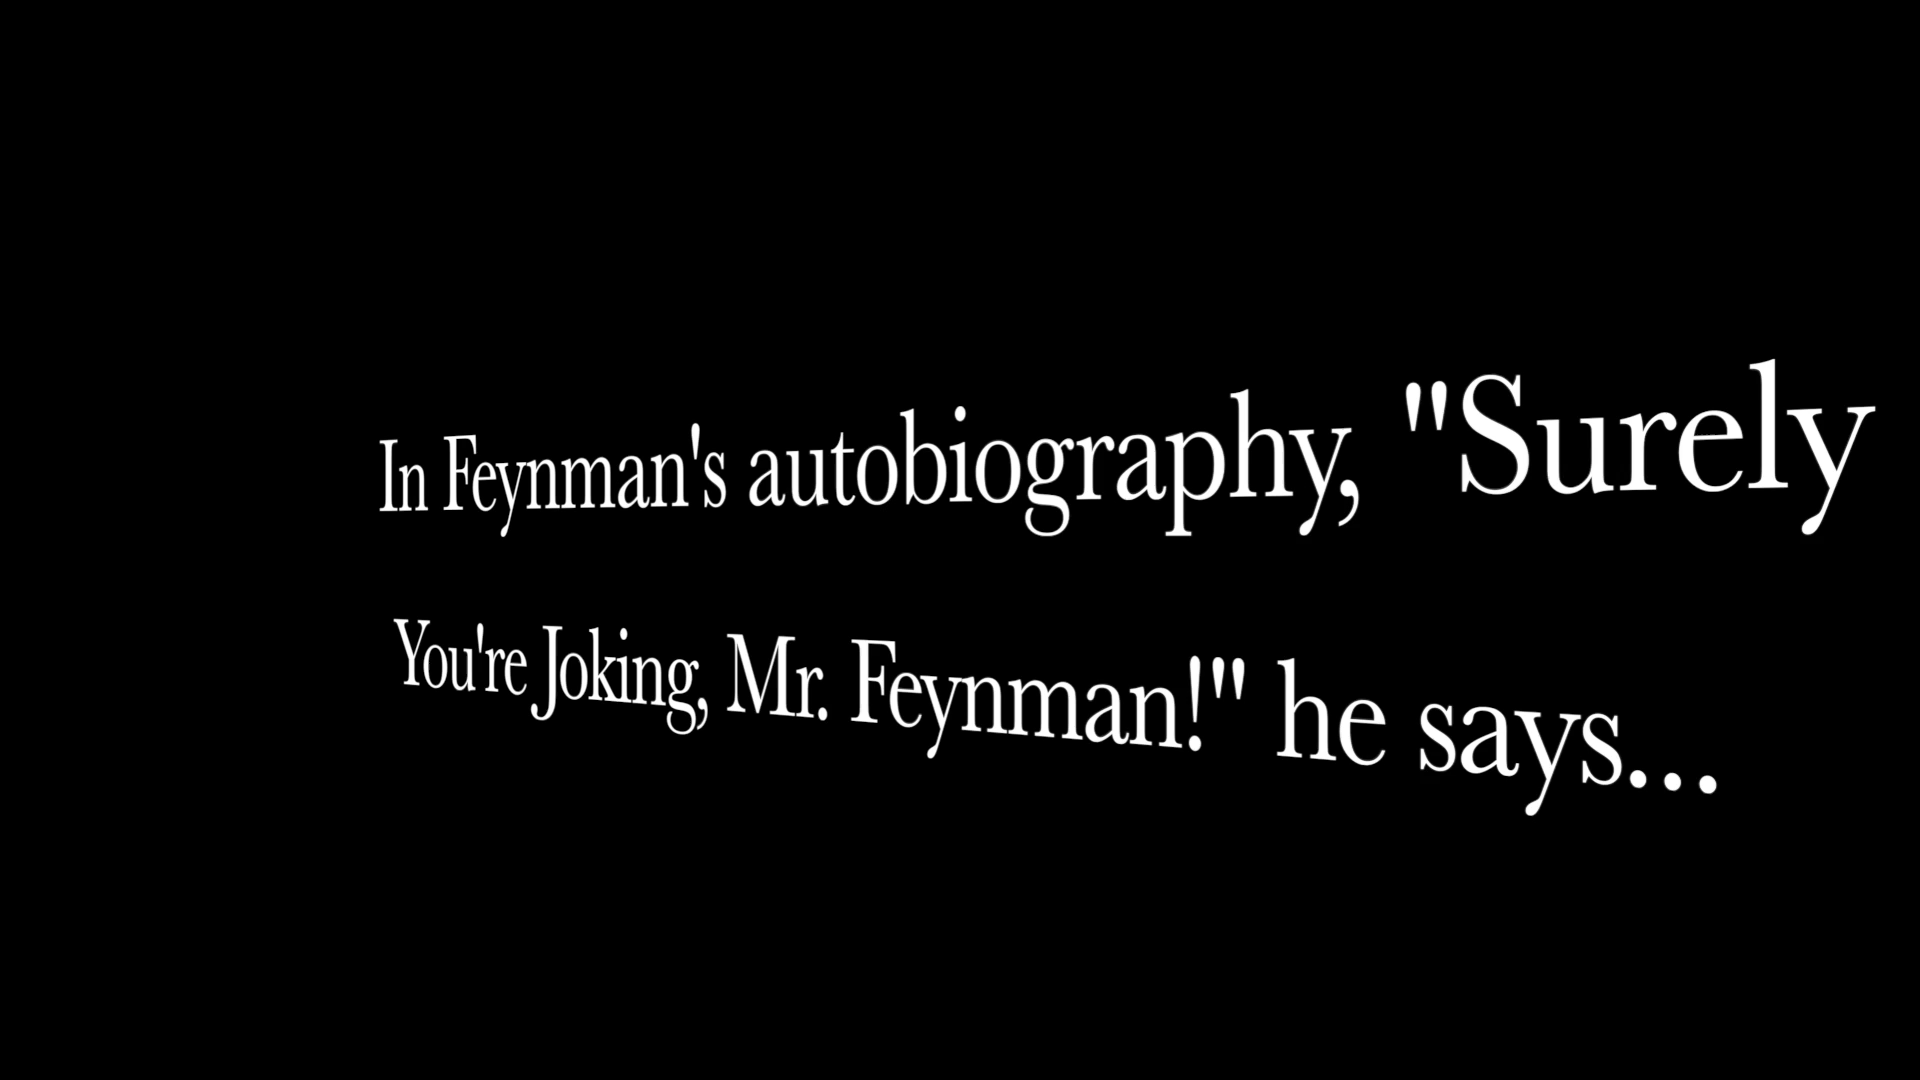 In Feynman's autobiography, "Surely
You're Joking, Mr. Feynman!" he says...